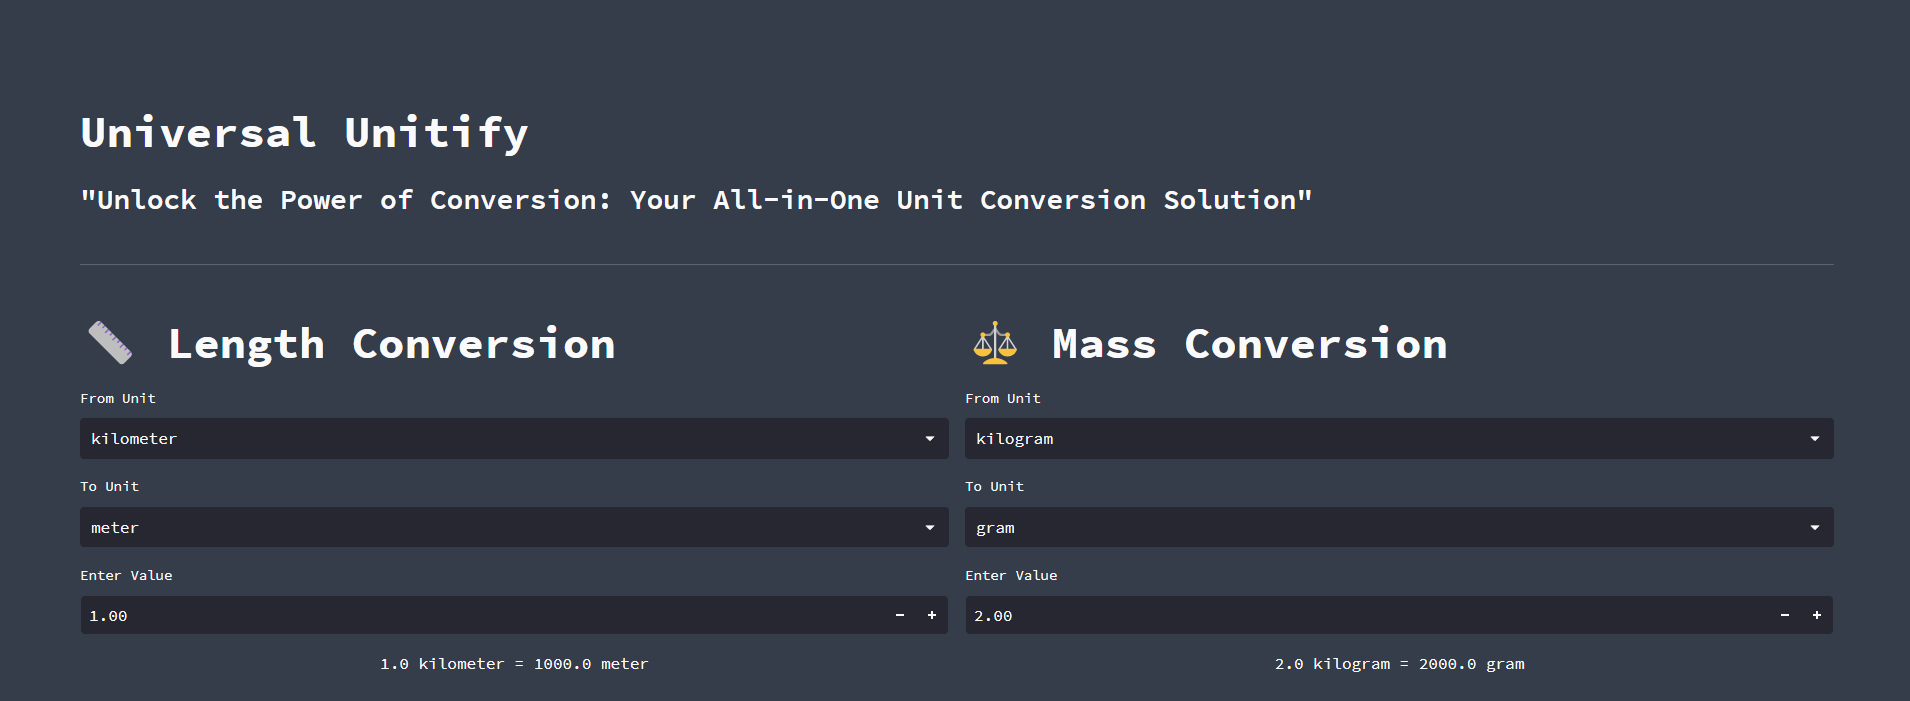 Universal Unitify
"Unlock the Power of Conversion: Your All-in-One Unit Conversion Solution"
Length Conversion
From Unit
kilometer
To Unit
meter
Enter Value
1.00 - +
1.0 kilometer = 1000.0 meter
Mass Conversion
From Unit
kilogram
To Unit
gram
Enter Value
2.00 - +
2.0 kilogram = 2000.0 gram